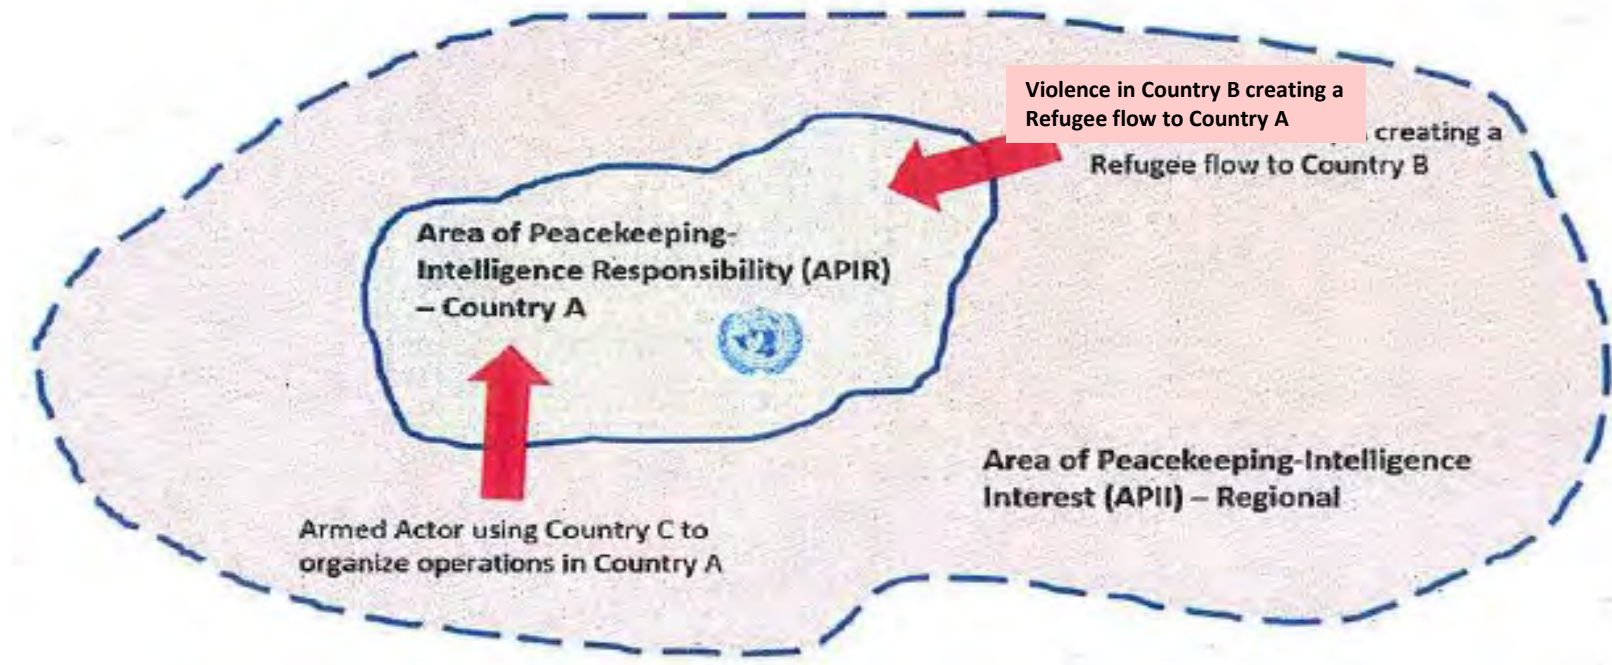 Violence in Country B creating a
Refugee flow to Country A
creating a
Refugee flow to Country B
Area of Peacekeeping-
Intelligence Responsibility (APIR)
– Country A
Area of Peacekeeping-Intelligence
Interest (APII) – Regional
Armed Actor using Country C to
organize operations in Country A